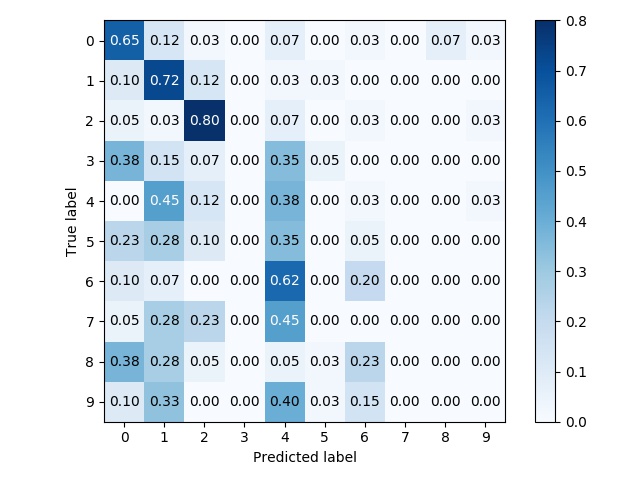 0 0.65 0.12 0.03 0.00 0.07 0.00 0.03 0.00 0.07 0.03
1 0.10 0.72 0.12 0.00 0.03 0.03 0.00 0.00 0.00 0.00
2 0.05 0.03 0.80 0.00 0.07 0.00 0.03 0.00 0.00 0.03
3 0.38 0.15 0.07 0.00 0.35 0.05 0.00 0.00 0.00 0.00
4 0.00 0.45 0.12 0.00 0.38 0.00 0.03 0.00 0.00 0.03
5 0.23 0.28 0.10 0.00 0.35 0.00 0.05 0.00 0.00 0.00
6 0.10 0.07 0.00 0.00 0.62 0.00 0.20 0.00 0.00 0.00
7 0.05 0.28 0.23 0.00 0.45 0.00 0.00 0.00 0.00 0.00
8 0.38 0.28 0.05 0.00 0.05 0.03 0.23 0.00 0.00 0.00
9 0.10 0.33 0.00 0.00 0.40 0.03 0.15 0.00 0.00 0.00
0 1 2 3 4 5 6 7 8 9
Predicted label
True label
0.8
0.7
0.6
0.5
0.4
0.3
0.2
0.1
0.0